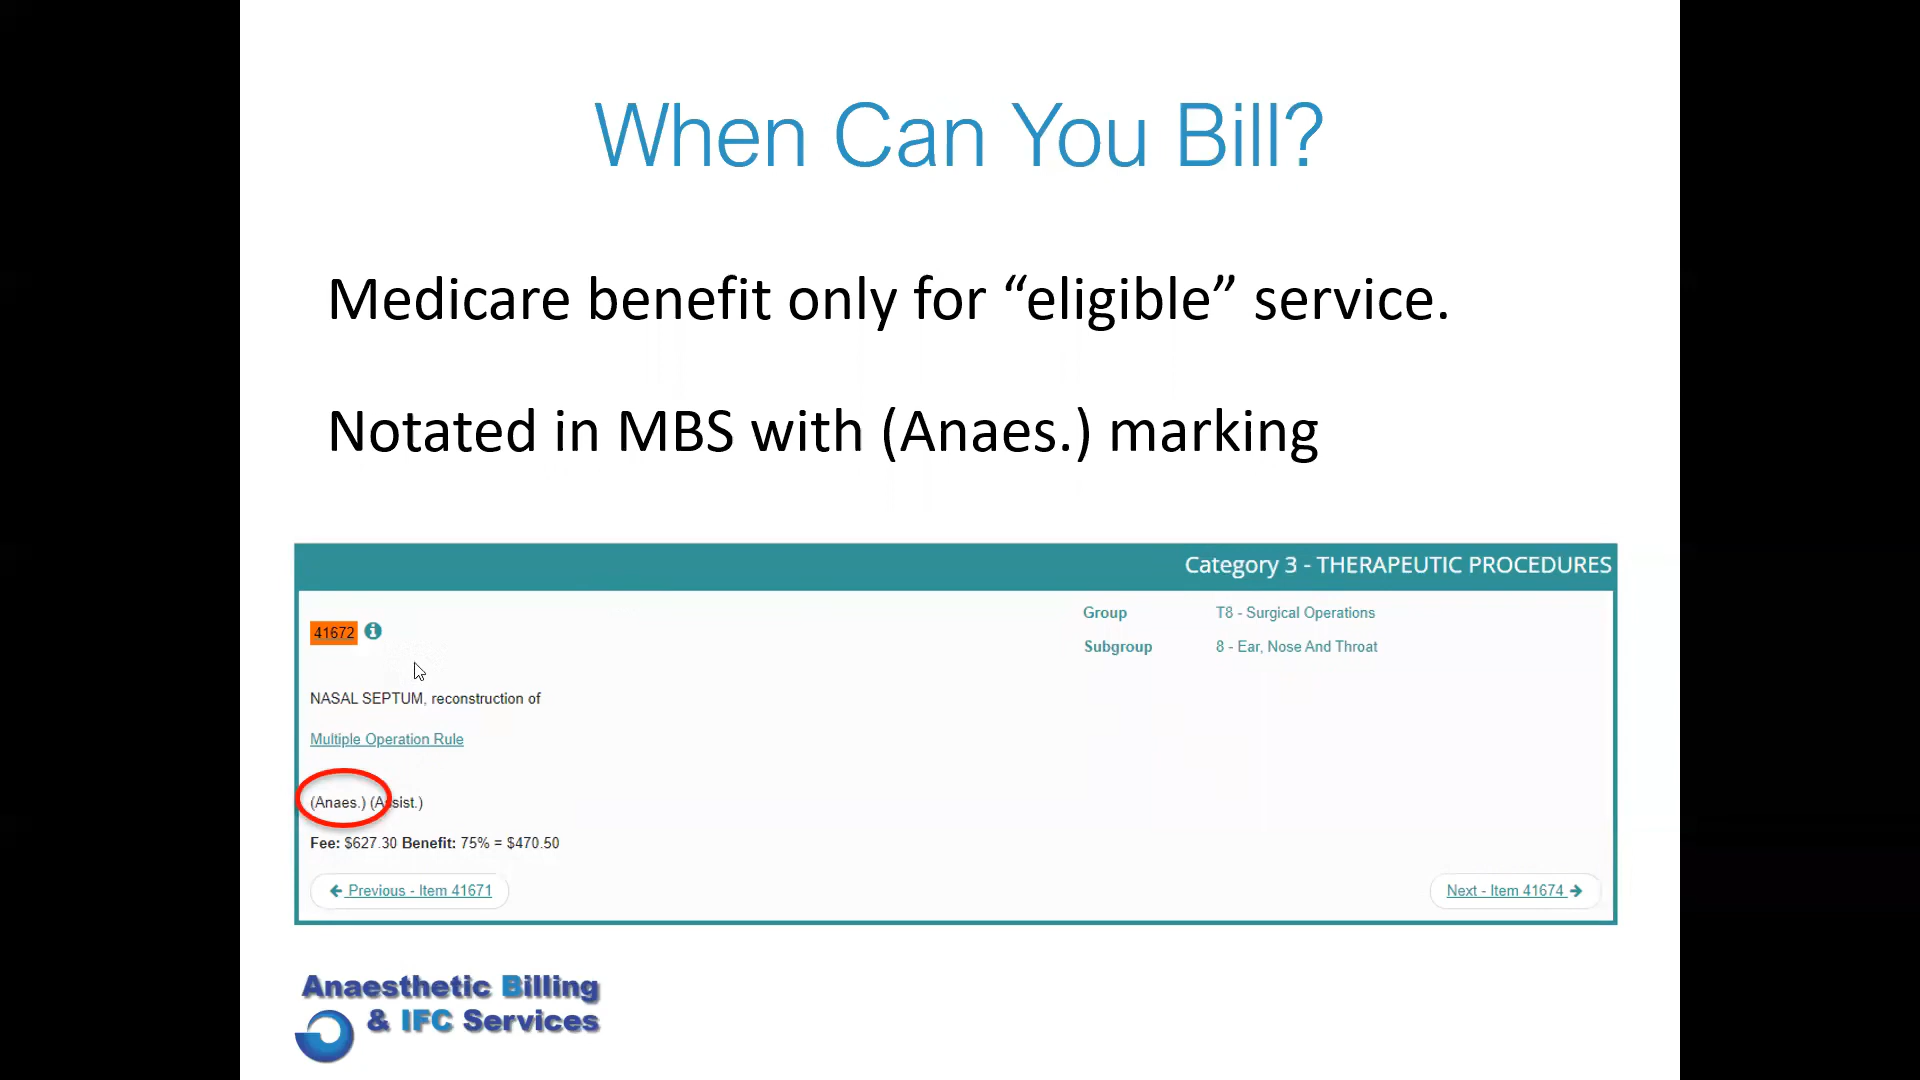 When Can You Bill?
Medicare benefit only for “eligible” service.
Notated in MBS with (Anaes.) marking
Category 3 - THERAPEUTIC PROCEDURES
41672
Group T8 - Surgical Operations
Subgroup 8 - Ear, Nose And Throat
NASAL SEPTUM, reconstruction of
Multiple Operation Rule
(Anaes.) (Assist.)
Fee: $627.30 Benefit: 75% = $470.50
Previous - Item 41671
Next - Item 41674
Anaesthetic Billing
& IFC Services